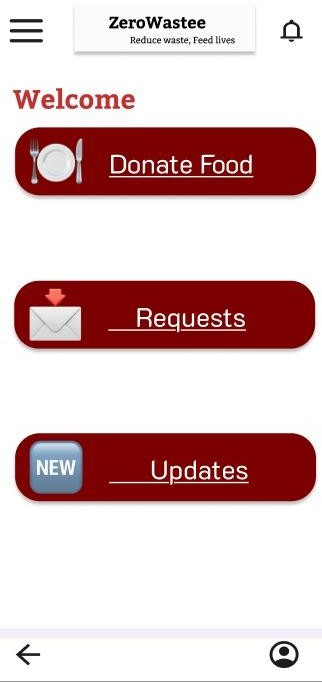 ZeroWastee
Reduce waste, Feed lives
Welcome
Donate Food
Requests
NEW
Updates